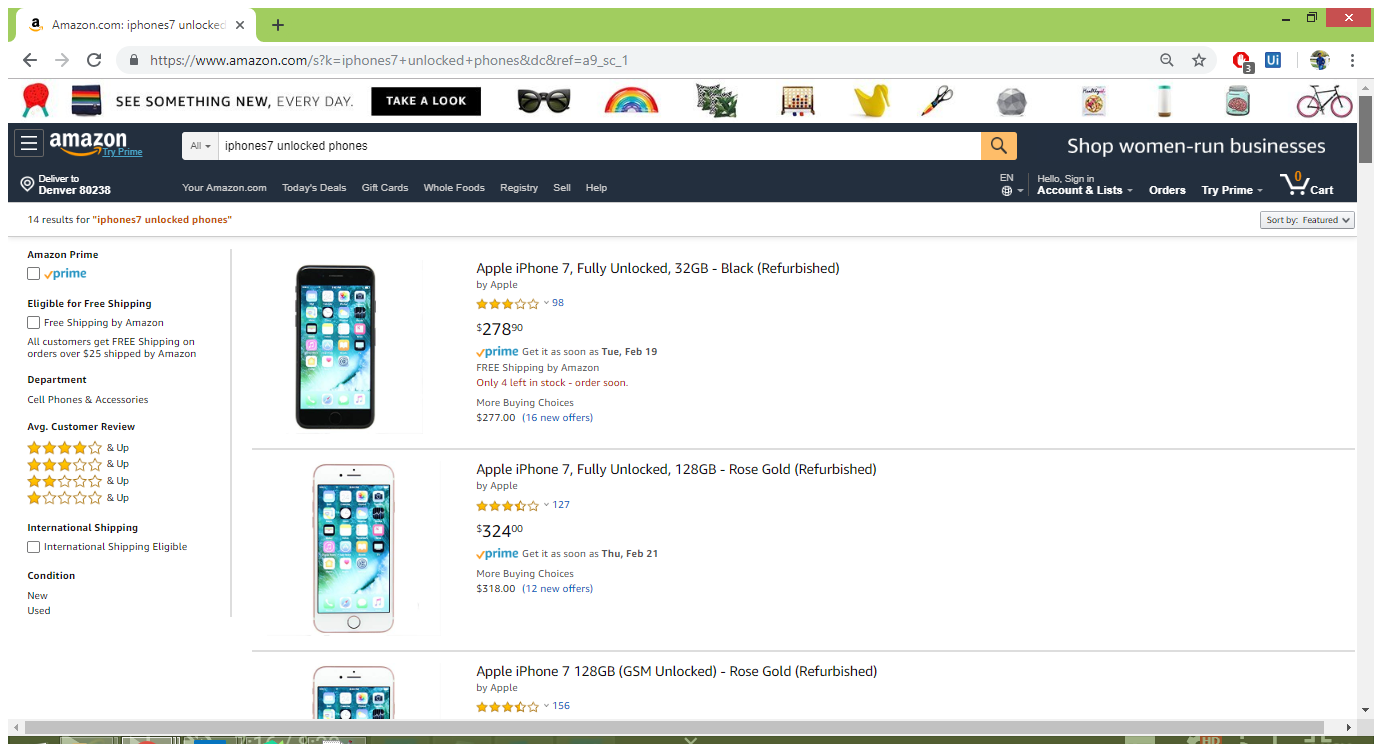 Amazon.com: iphones7 unlocked
https://www.amazon.com/s?k=iphones7+unlocked+phones&dc&ref=a9_sc_1
3
Ui
SEE SOMETHING NEW, EVERY DAY.
TAKE A LOOK
amazon
Try Prime
All
iphones7 unlocked phones
Shop women-run businesses
Deliver to
Denver 80238
Your Amazon.com Today's Deals Gift Cards Whole Foods Registry Sell Help
EN
Hello, Sign in
Account & Lists
Orders
Try Prime
0
Cart
14 results for "iphones7 unlocked phones"
Sort by: Featured
Amazon Prime
prime
Eligible for Free Shipping
Free Shipping by Amazon
All customers get FREE Shipping on
orders over $25 shipped by Amazon
Department
Cell Phones & Accessories
Avg. Customer Review
& Up
& Up
& Up
& Up
International Shipping
International Shipping Eligible
Condition
New
Used
Apple iPhone 7, Fully Unlocked, 32GB - Black (Refurbished)
by Apple
98
$27890
prime Get it as soon as Tue, Feb 19
FREE Shipping by Amazon
Only 4 left in stock - order soon.
More Buying Choices
$277.00 (16 new offers)
Apple iPhone 7, Fully Unlocked, 128GB - Rose Gold (Refurbished)
by Apple
127
$32400
prime Get it as soon as Thu, Feb 21
More Buying Choices
$318.00 (12 new offers)
Apple iPhone 7 128GB (GSM Unlocked) - Rose Gold (Refurbished)
by Apple
156
HD